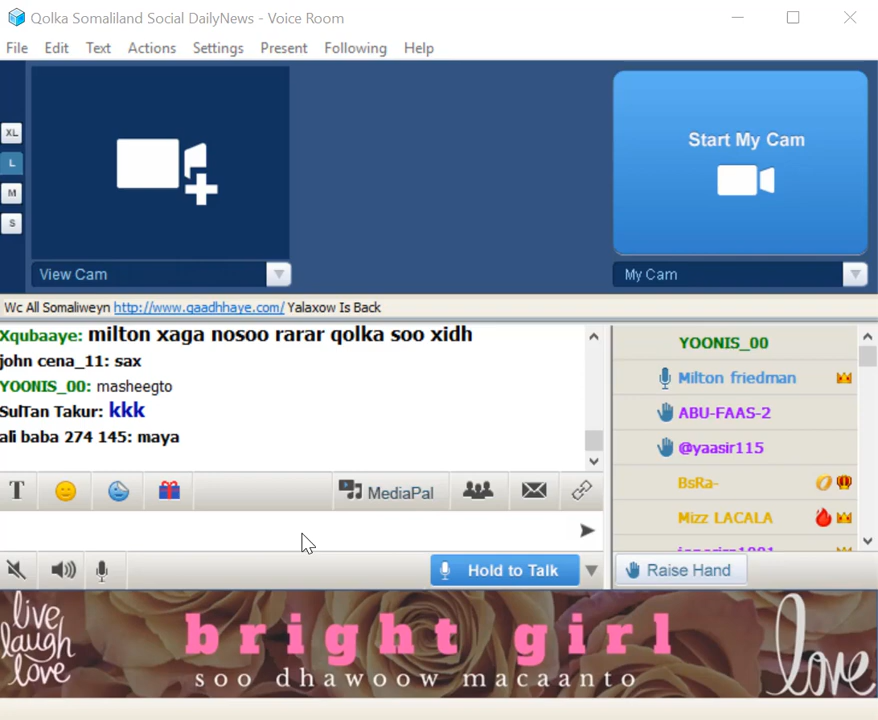 Qolka Somaliland Social DailyNews - Voice Room
File Edit Text Actions Settings Present Following Help
XL
L
M
S
Start My Cam
View Cam
My Cam
Wc All Somaliweyn http://www.qaadhhaye.com/ Yalaxow Is Back
Xqubaaye: milton xaga nosoo rarar qolka soo xidh
john cena_11: sax
YOONIS_00: masheegto
SulTan Takur: kkk
ali baba 274 145: maya
YOONIS_00
Milton friedman
ABU-FAAS-2
@yaasir115
BsRa-
Mizz LACALA
T
MediaPal
Hold to Talk
Raise Hand
live
laugh
love
bright girl
soo dhawoow macaanto
love